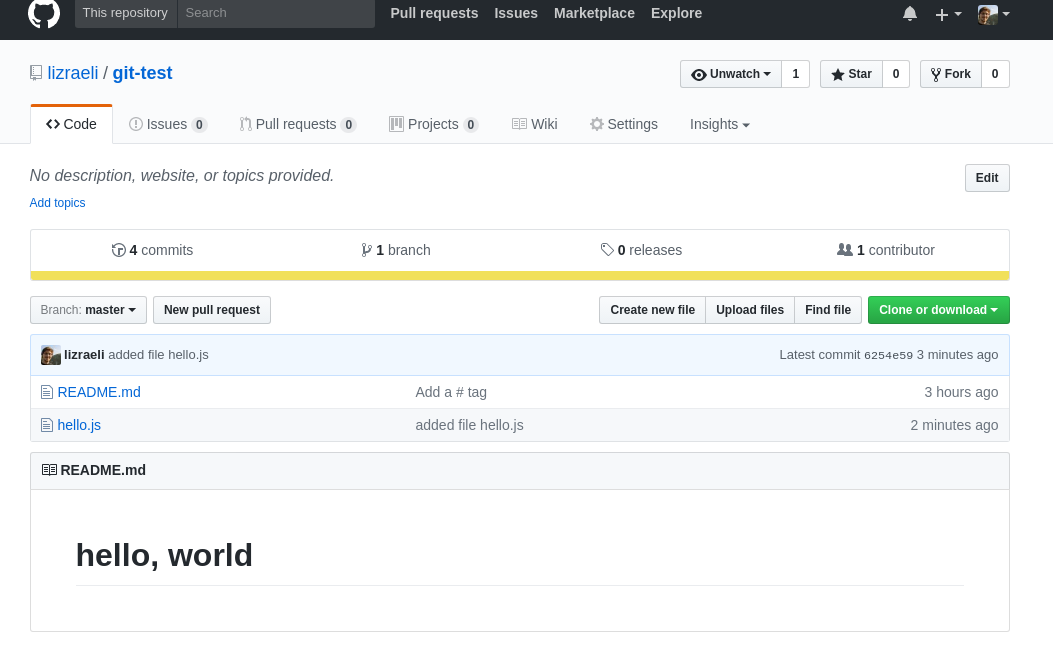 This repository Search Pull requests Issues Marketplace Explore
lizraeli / git-test Unwatch 1 Star 0 Fork 0
Code Issues 0 Pull requests 0 Projects 0 Wiki Settings Insights
No description, website, or topics provided. Edit
Add topics
4 commits 1 branch 0 releases 1 contributor
Branch: master New pull request Create new file Upload files Find file Clone or download
lizraeli added file hello.js Latest commit 6254e59 3 minutes ago
README.md Add a # tag 3 hours ago
hello.js added file hello.js 2 minutes ago
README.md
hello, world